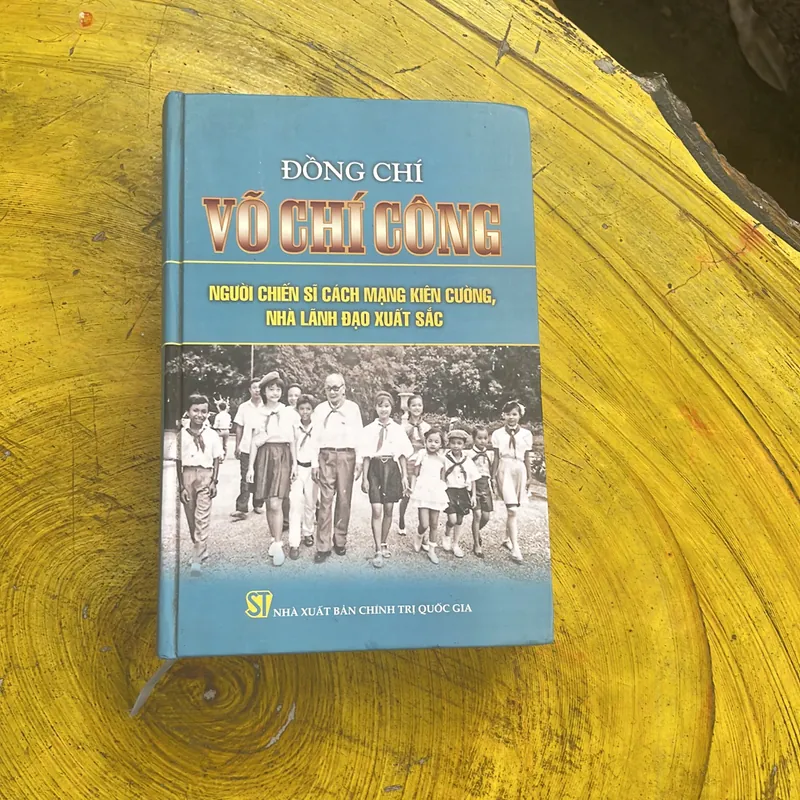 ĐỒNG CHÍ
VÕ CHÍ CÔNG
NGƯỜI CHIẾN SĨ CÁCH MẠNG KIÊN CƯỜNG,
NHÀ LÃNH ĐẠO XUẤT SẮC
ST NHÀ XUẤT BẢN CHÍNH TRỊ QUỐC GIA